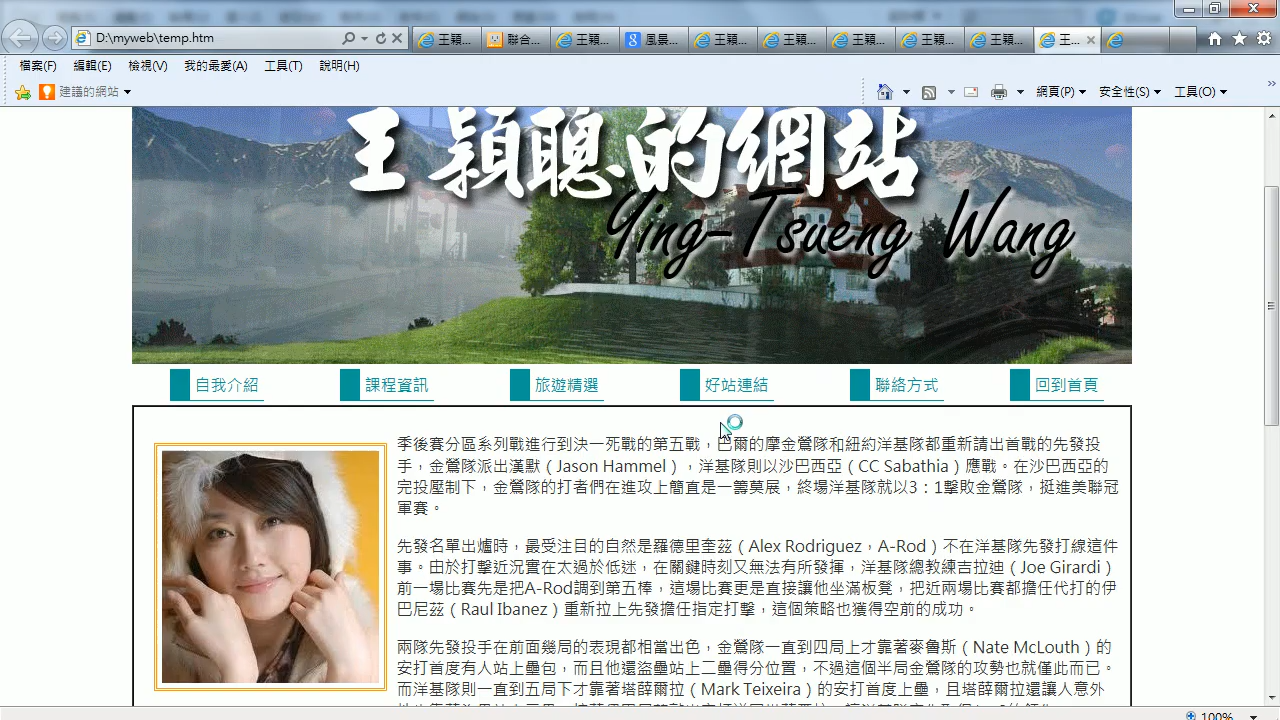 D:\myweb\temp.htm
王穎...
聯合...
王穎...
風景...
王穎...
王穎...
王穎...
王穎...
王穎...
王...
檔案(F) 編輯(E) 檢視(V) 我的最愛(A) 工具(T) 說明(H)
建議的網站 網頁(P) 安全性(S) 工具(O)
王穎聰的網站
Ying-Tsueng Wang
自我介紹 課程資訊 旅遊精選 好站連結 聯絡方式 回到首頁
季後賽分區系列戰進行到決一死戰的第五戰，巴爾的摩金鶯隊和紐約洋基隊都重新請出首戰的先發投
手，金鶯隊派出漢默（Jason Hammel），洋基隊則以沙巴西亞（CC Sabathia）應戰。在沙巴西亞的
完投壓制下，金鶯隊的打者們在進攻上簡直是一籌莫展，終場洋基隊就以3：1擊敗金鶯隊，挺進美聯冠
軍賽。
先發名單出爐時，最受注目的自然是羅德里奎茲（Alex Rodriguez，A-Rod）不在洋基隊先發打線這件
事。由於打擊近況實在太過於低迷，在關鍵時刻又無法有所發揮，洋基隊總教練吉拉迪（Joe Girardi）
前一場比賽先是把A-Rod調到第五棒，這場比賽更是直接讓他坐滿板凳，把近兩場比賽都擔任代打的伊
巴尼茲（Raul Ibanez）重新拉上先發擔任指定打擊，這個策略也獲得空前的成功。
兩隊先發投手在前面幾局的表現都相當出色，金鶯隊一直到四局上才靠著麥魯斯（Nate McLouth）的
安打首度有人站上壘包，而且他還盜壘站上二壘得分位置，不過這個半局金鶯隊的攻勢也就僅此而已。
而洋基隊則一直到五局下才靠著塔薛爾拉（Mark Teixeira）的安打首度上壘，且塔薛爾拉還讓人意外
100%